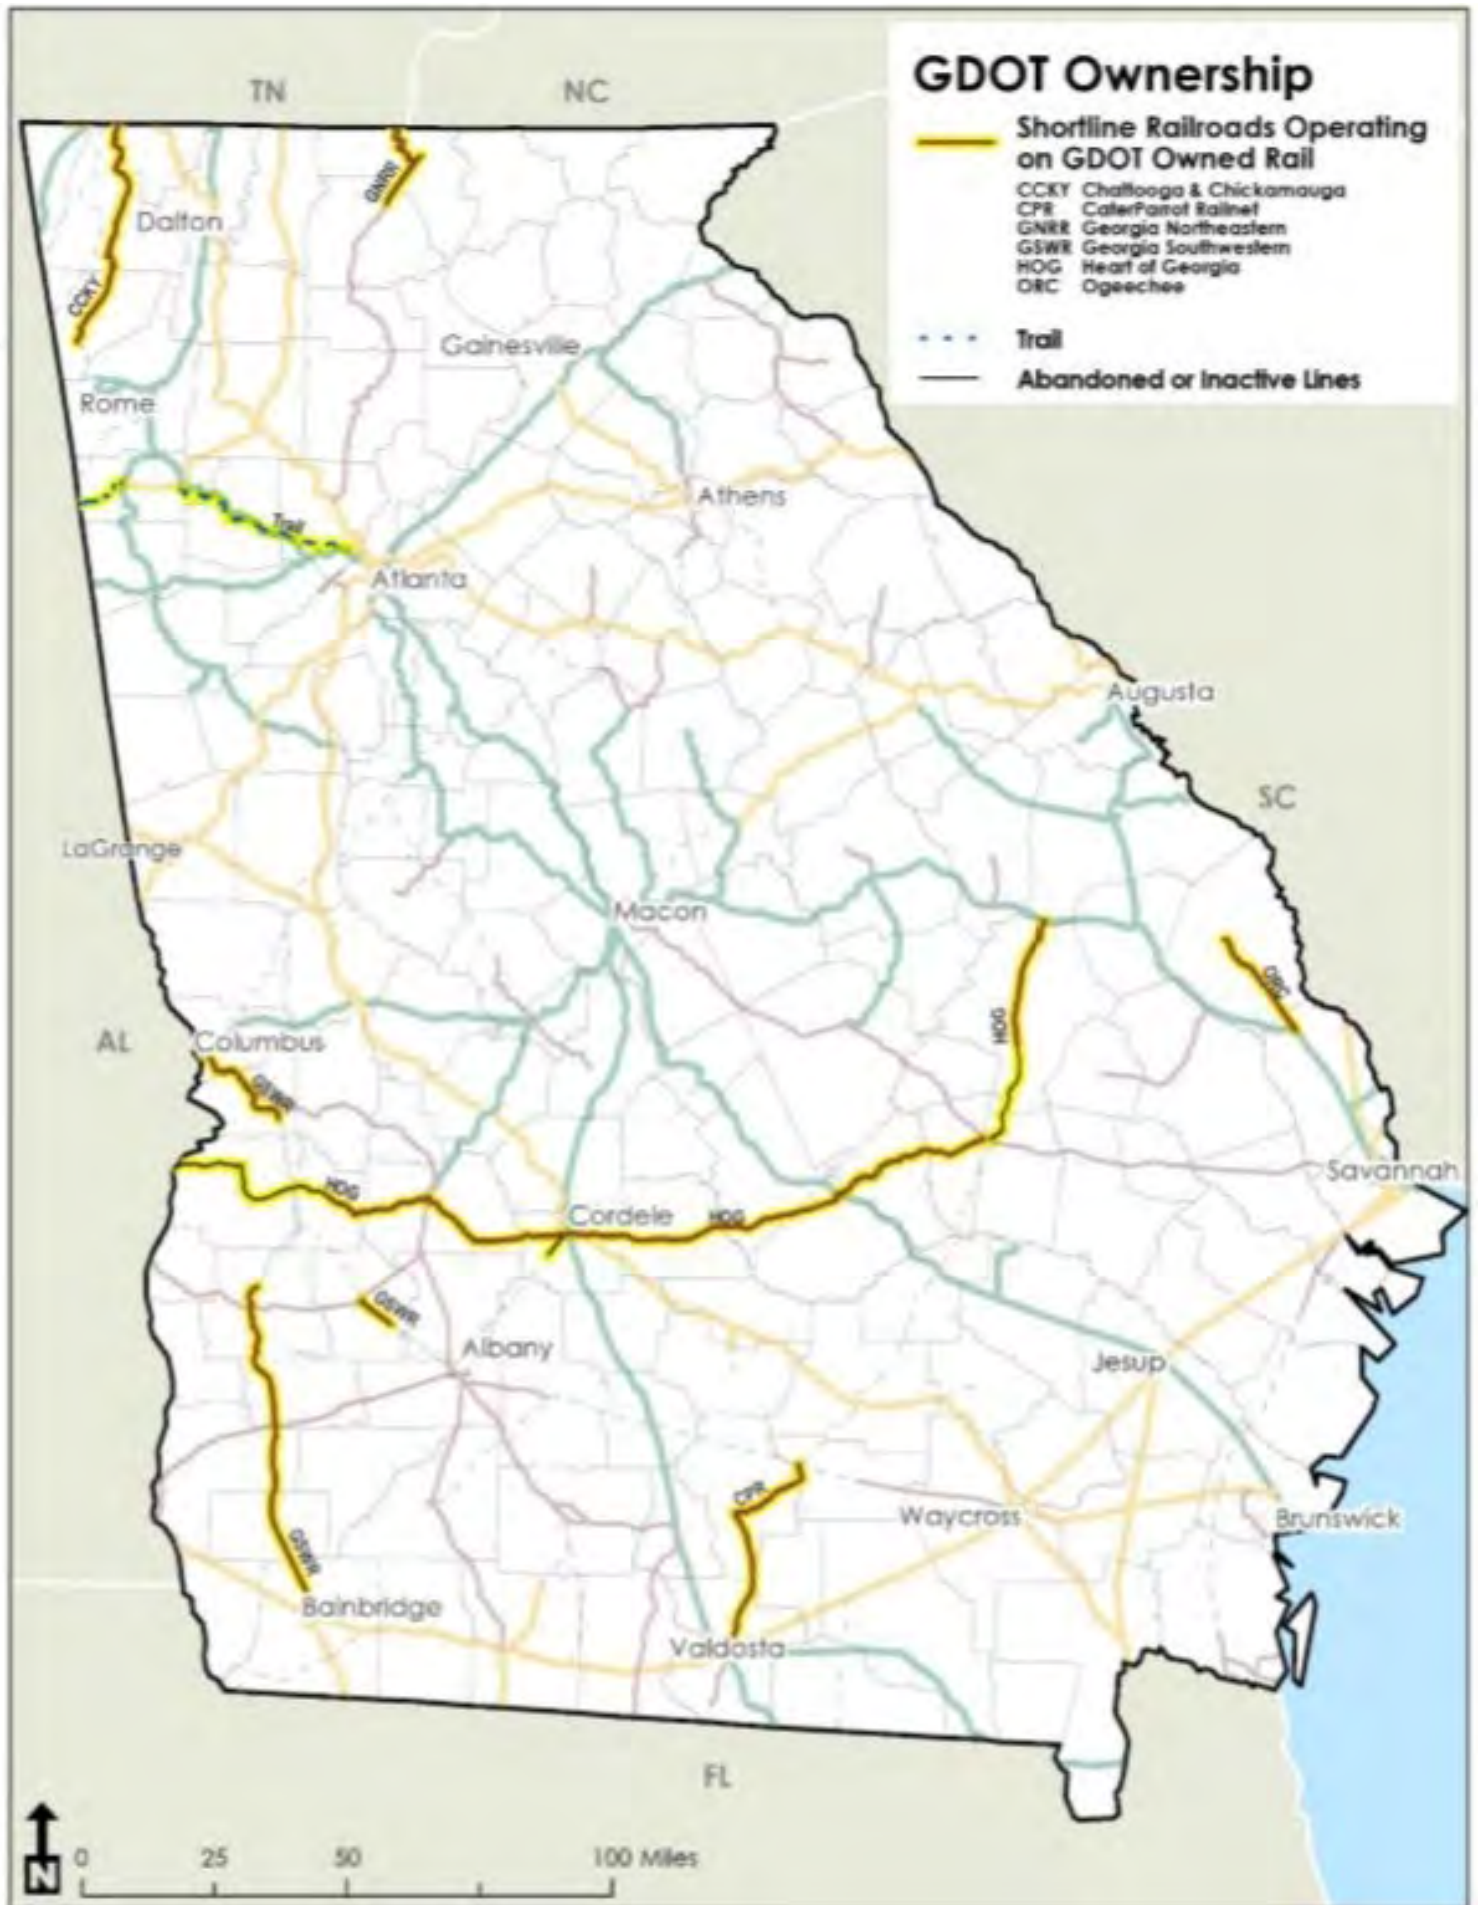 GDOT Ownership
Shortline Railroads Operating
on GDOT Owned Rail
CCKY Chattooga & Chickamauga
CPR CaterParrot Railnet
GNRR Georgia Northeastern
GSWR Georgia Southwestern
HOG Heart of Georgia
ORC Ogeechee
Trail
Abandoned or Inactive Lines
TN
NC
GNRR
Dalton
CCKY
Gainesville
Rome
Athens
Trail
Atlanta
Augusta
SC
LaGrange
Macon
ORC
HOG
AL
Columbus
GSWR
Savannah
HOG
Cordele
HOG
GSWR
Albany
Jesup
CPR
Waycross
Brunswick
GSWR
Bainbridge
Valdosta
FL
N
0 25 50 100 Miles